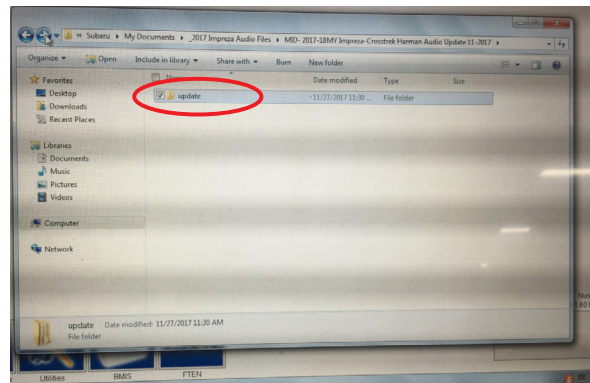 « Subaru ▸ My Documents ▸ _2017 Impreza Audio Files ▸ MID- 2017-18MY Impreza-Crosstrek Harman Audio Update 11-2017 ▸
Organize ▾ Open Include in library ▾ Share with ▾ Burn New folder
Favorites
Desktop
Downloads
Recent Places
Libraries
Documents
Music
Pictures
Videos
Computer
Network
Date modified Type Size
update ~11/27/2017 11:30 ... File folder
update Date modified: 11/27/2017 11:30 AM
File folder
Utilities BMIS FTEN